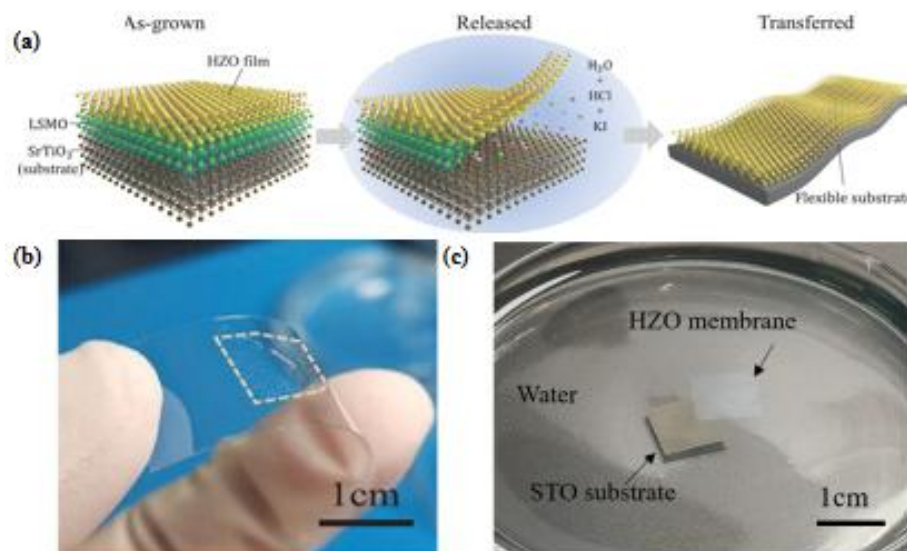 As-grown
Released
Transferred
(a)
HZO film
H₂O
+
HCl
+
KI
LSMO
SrTiO₃
(substrate)
Flexible substrate
(b)
(c)
HZO membrane
Water
STO substrate
1cm
1cm